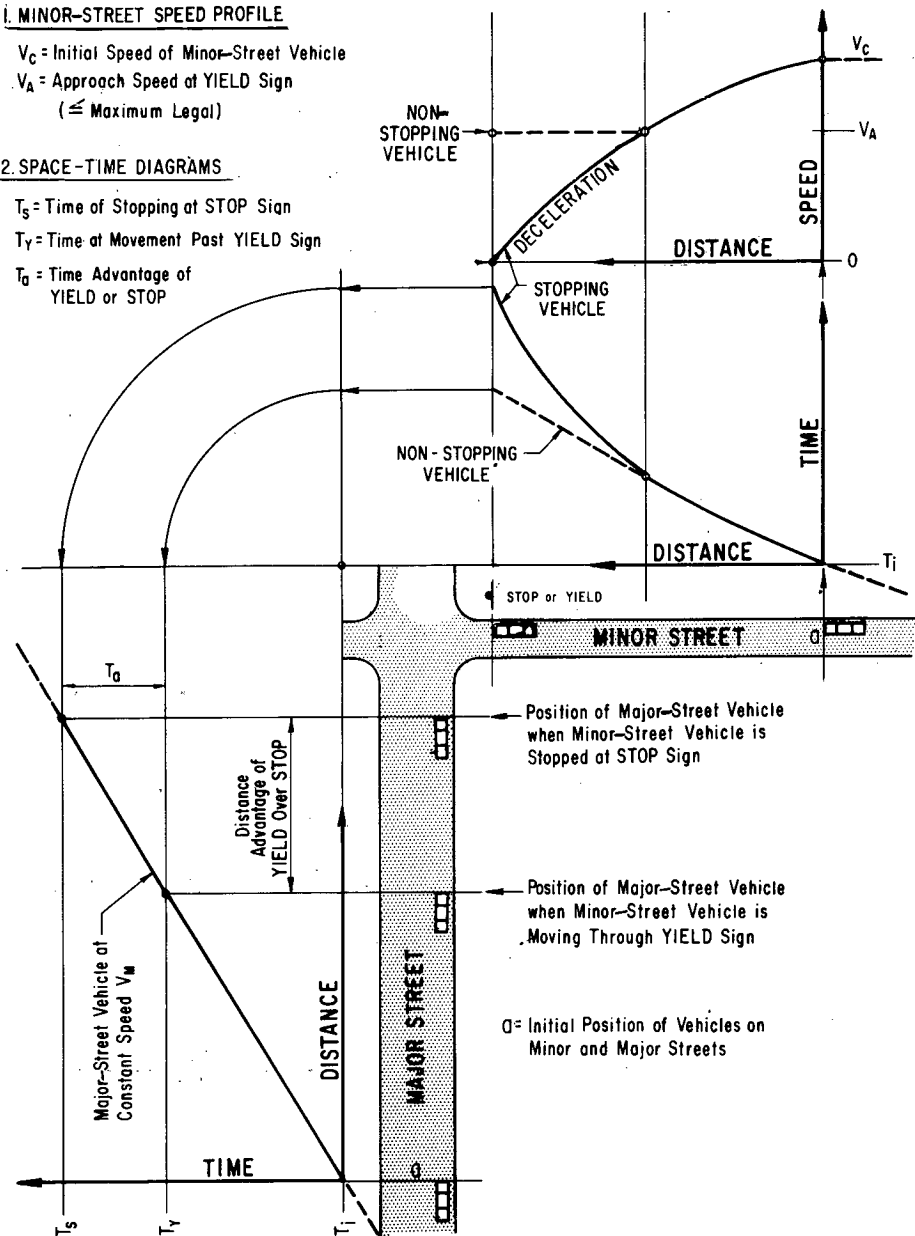 1. MINOR–STREET SPEED PROFILE
V_C = Initial Speed of Minor–Street Vehicle
V_A = Approach Speed at YIELD Sign
(≦ Maximum Legal)
2. SPACE-TIME DIAGRAMS
T_S = Time of Stopping at STOP Sign
T_Y = Time at Movement Past YIELD Sign
T_a = Time Advantage of
YIELD or STOP
V_C
NON–
STOPPING
VEHICLE
V_A
DECELERATION
SPEED
DISTANCE
O
STOPPING
VEHICLE
TIME
NON-STOPPING
VEHICLE
DISTANCE
T_i
STOP or YIELD
MINOR STREET
a
T_a
Position of Major–Street Vehicle
when Minor–Street Vehicle is
Stopped at STOP Sign
Distance
Advantage of
YIELD Over STOP
Position of Major–Street Vehicle
when Minor–Street Vehicle is
Moving Through YIELD Sign
Major–Street Vehicle at
Constant Speed V_M
DISTANCE
MAJOR STREET
a = Initial Position of Vehicles on
Minor and Major Streets
TIME
a
T_S
T_Y
T_i